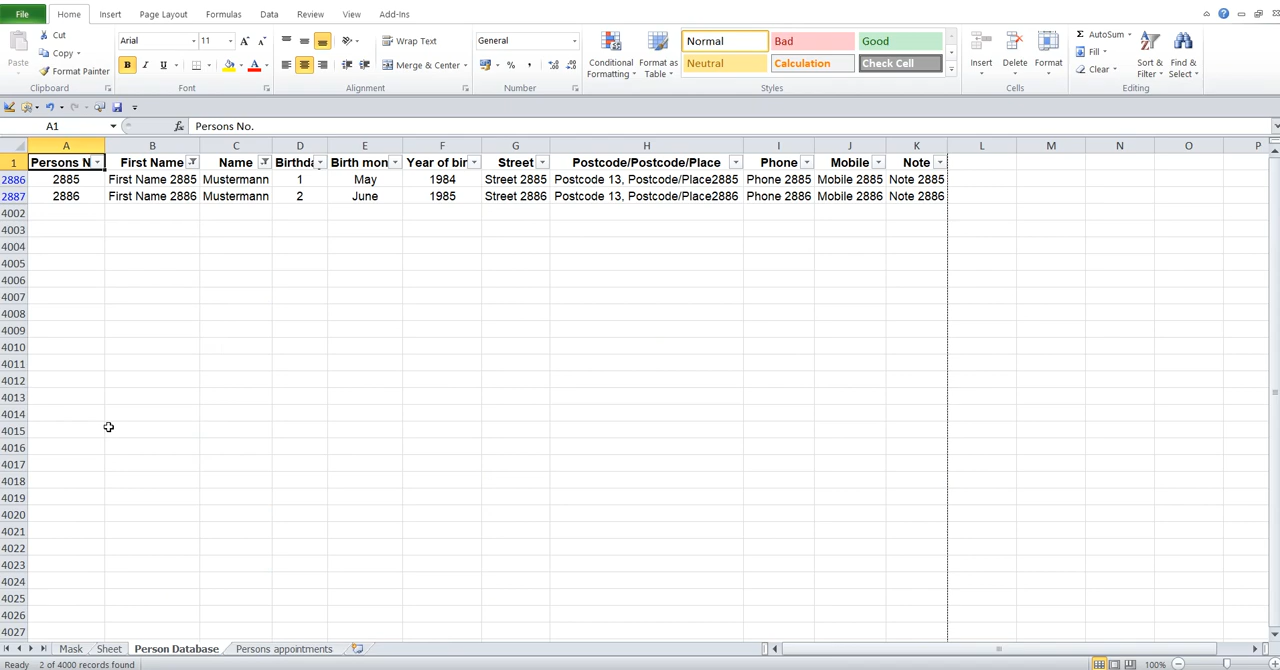 File Home Insert Page Layout Formulas Data Review View Add-Ins
Paste Cut Arial 11 Wrap Text General Normal Bad Good AutoSum
Copy Conditional Formatting Format as Table Insert Delete Format Fill Sort & Filter Find & Select
Format Painter B I U Merge & Center % , Neutral Calculation Check Cell Clear
Clipboard Font Alignment Number Styles Cells Editing
A1 fx Persons No.
A B C D E F G H I J K L M N O P
1 Persons N First Name Name Birthda Birth mon Year of bir Street Postcode/Postcode/Place Phone Mobile Note
2886 2885 First Name 2885 Mustermann 1 May 1984 Street 2885 Postcode 13, Postcode/Place2885 Phone 2885 Mobile 2885 Note 2885
2887 2886 First Name 2886 Mustermann 2 June 1985 Street 2886 Postcode 13, Postcode/Place2886 Phone 2886 Mobile 2886 Note 2886
4002
4003
4004
4005
4006
4007
4008
4009
4010
4011
4012
4013
4014
4015
4016
4017
4018
4019
4020
4021
4022
4023
4024
4025
4026
4027
Mask Sheet Person Database Persons appointments
Ready 2 of 4000 records found 100%